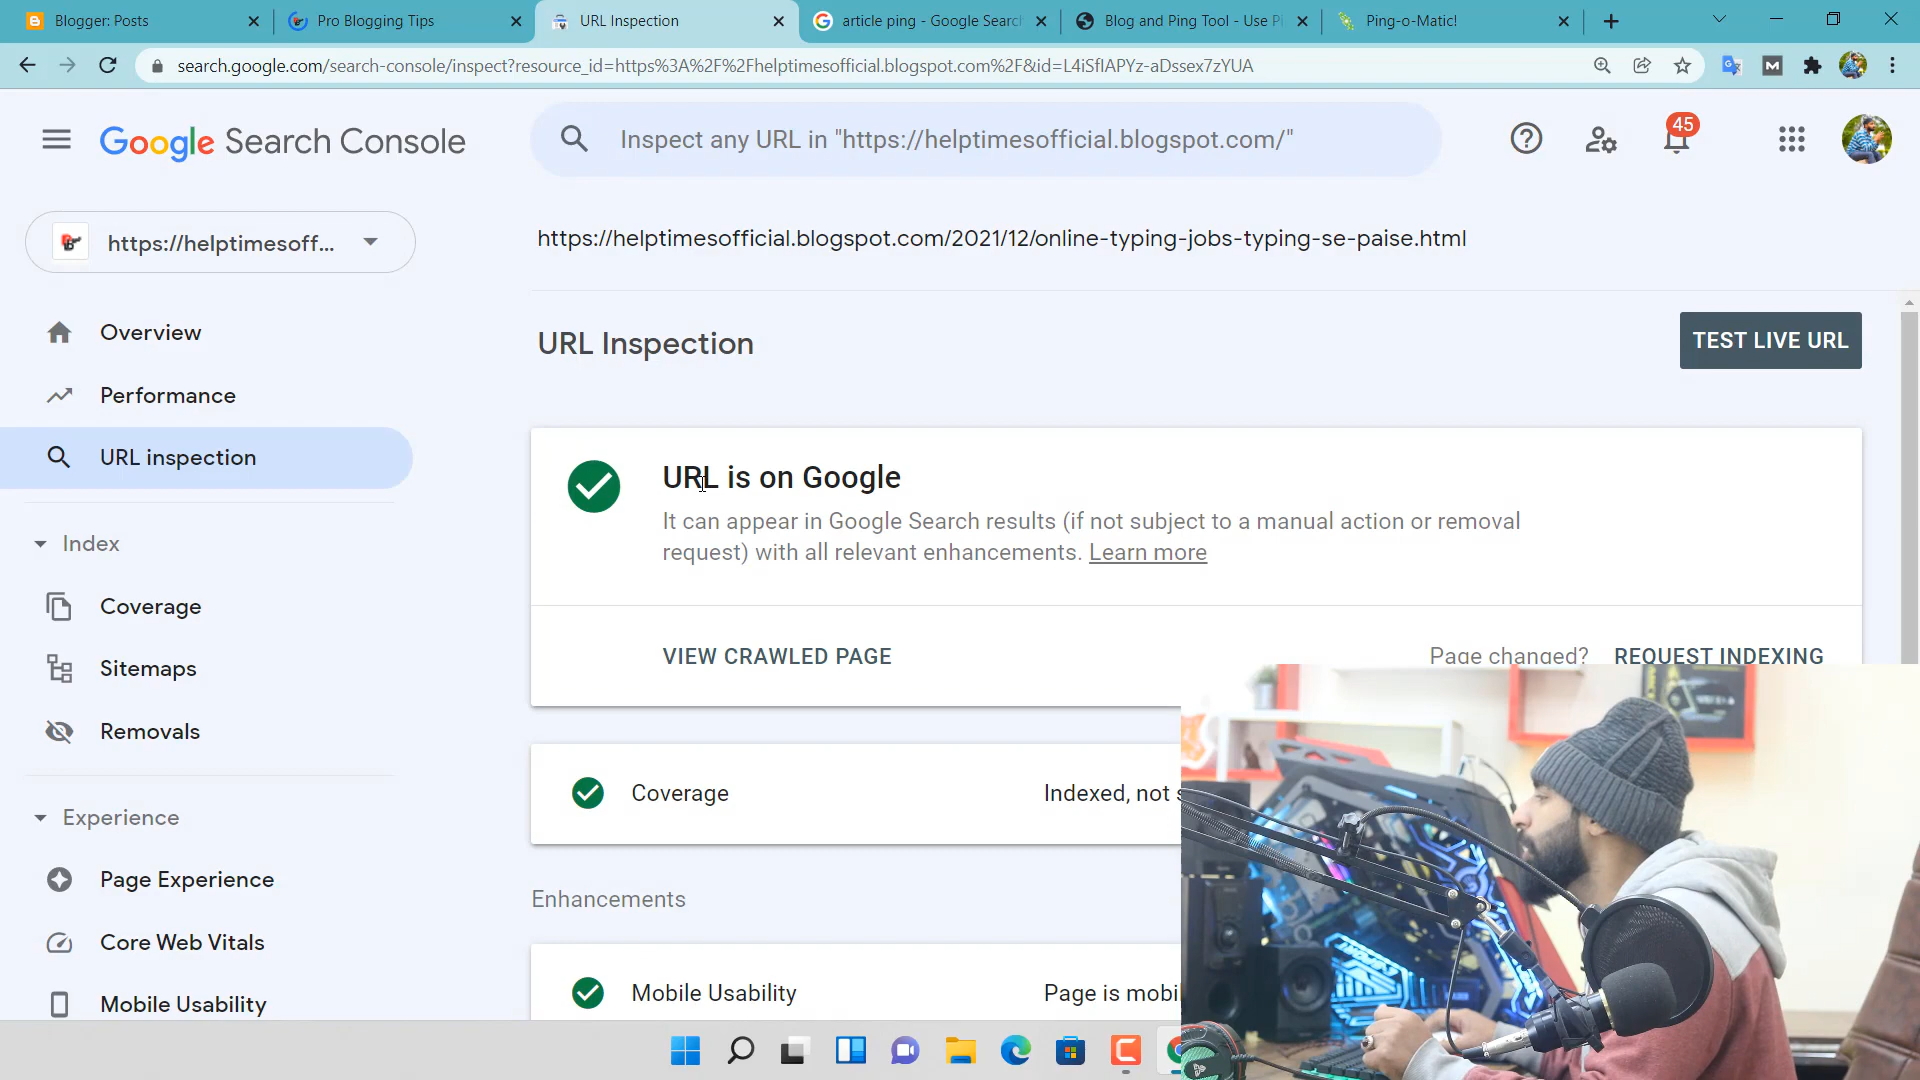 Blogger: Posts
Pro Blogging Tips
URL Inspection
article ping - Google Searc
Blog and Ping Tool - Use Pi
Ping-o-Matic!
search.google.com/search-console/inspect?resource_id=https%3A%2F%2Fhelptimesofficial.blogspot.com%2F&id=L4iSfIAPYz-aDssex7zYUA
Google Search Console
Inspect any URL in "https://helptimesofficial.blogspot.com/"
45
https://helptimesoff...
https://helptimesofficial.blogspot.com/2021/12/online-typing-jobs-typing-se-paise.html
Overview
Performance
URL inspection
Index
Coverage
Sitemaps
Removals
Experience
Page Experience
Core Web Vitals
Mobile Usability
URL Inspection
TEST LIVE URL
URL is on Google
It can appear in Google Search results (if not subject to a manual action or removal
request) with all relevant enhancements. Learn more
VIEW CRAWLED PAGE
Page changed? REQUEST INDEXING
Coverage
Indexed, not s
Enhancements
Mobile Usability
Page is mobi